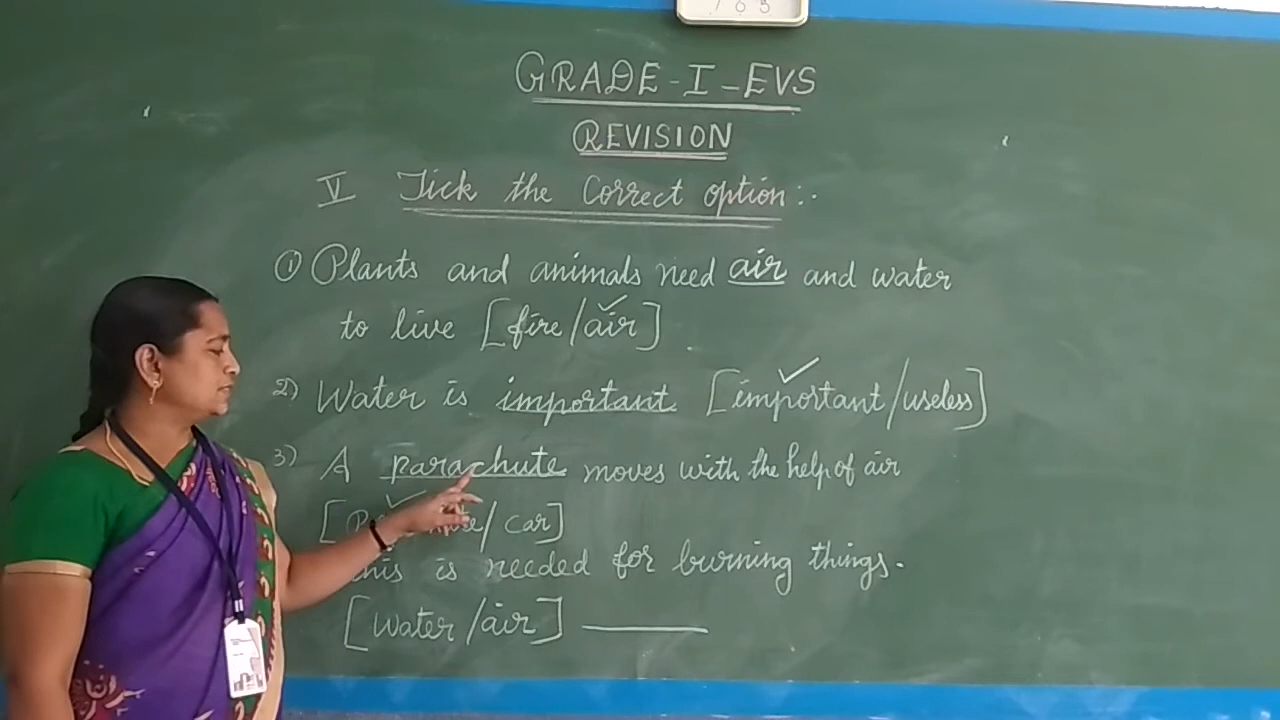 GRADE-I-EVS
REVISION
V Tick the Correct option:-
1) Plants and animals need air and water
to live [fire/air]
2) Water is important [important/useless]
3) A parachute moves with the help of air
[ / car]
is needed for burning things.
[Water/air] ______